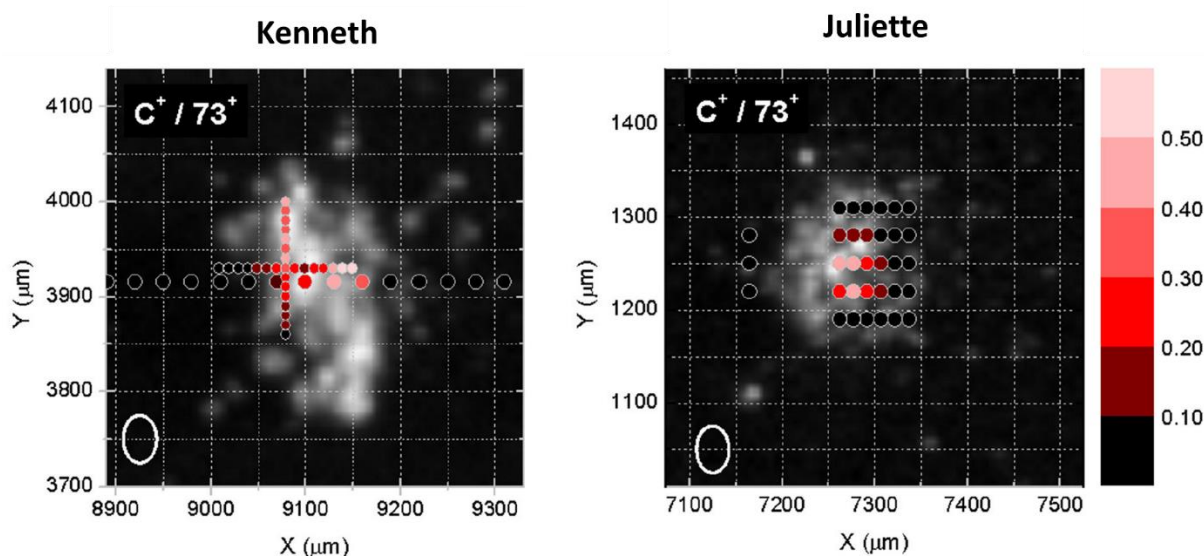 Kenneth
Juliette
C⁺ / 73⁺
4100
4000
3900
3800
3700
Y (μm)
8900 9000 9100 9200 9300
X (μm)
C⁺ / 73⁺
1400
1300
1200
1100
Y (μm)
7100 7200 7300 7400 7500
X (μm)
0.50
0.40
0.30
0.20
0.10